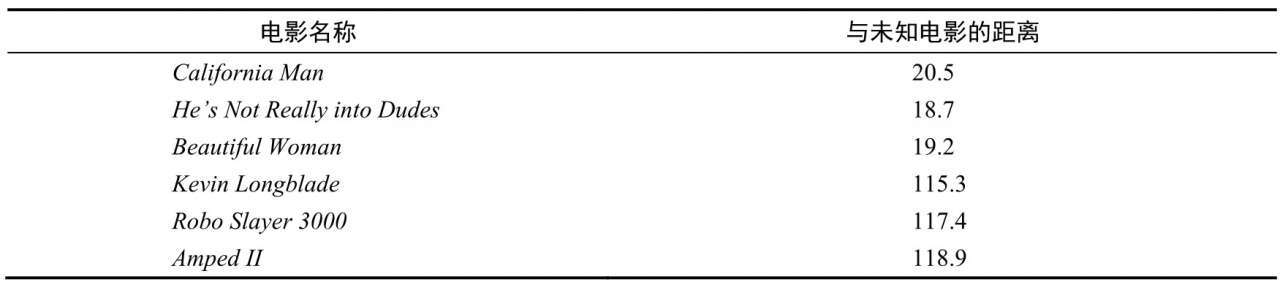 电影名称 与未知电影的距离
California Man 20.5
He's Not Really into Dudes 18.7
Beautiful Woman 19.2
Kevin Longblade 115.3
Robo Slayer 3000 117.4
Amped II 118.9